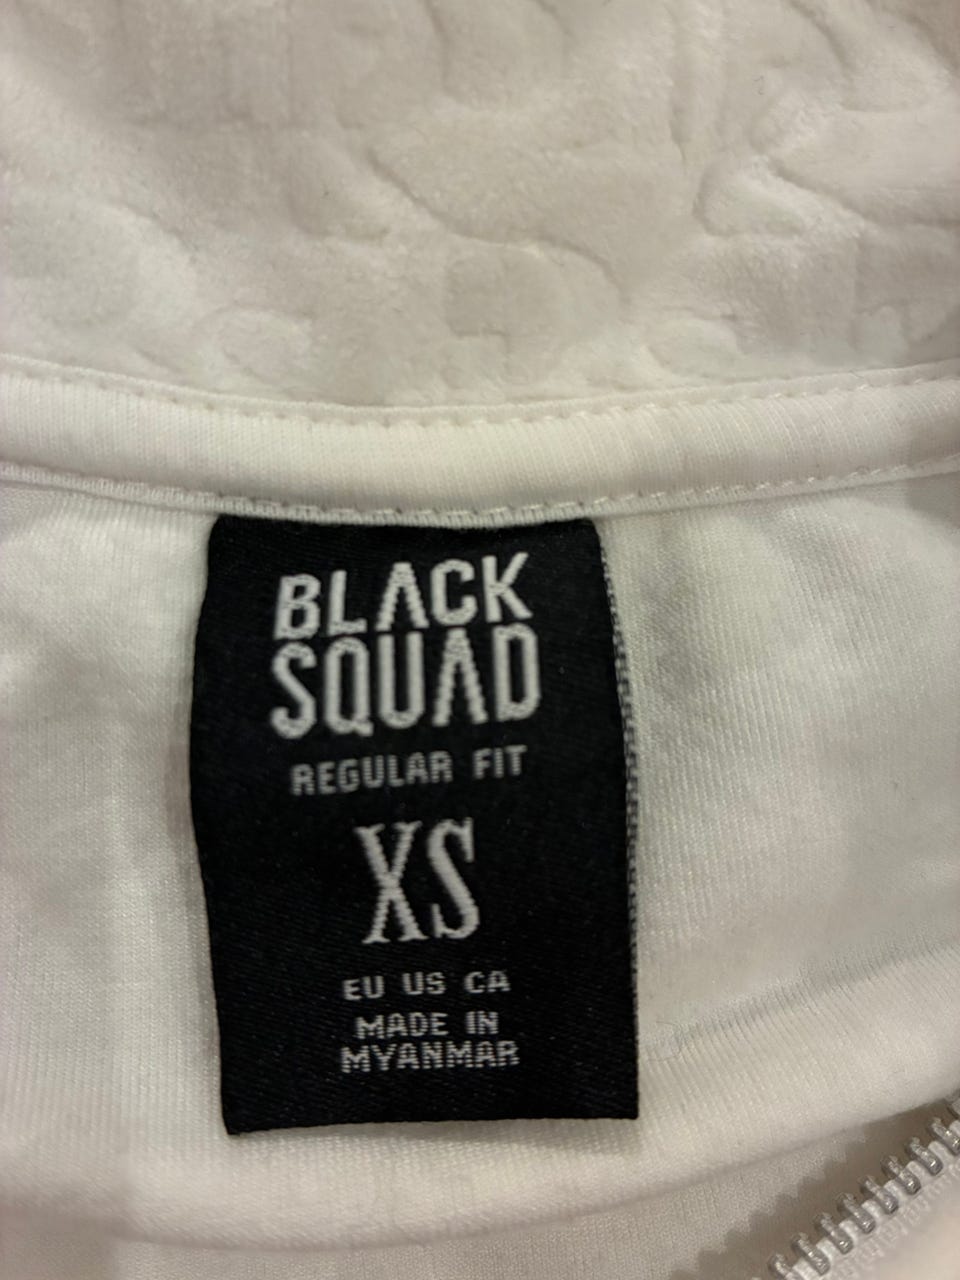 BLACK
SQUAD
REGULAR FIT
XS
EU US CA
MADE IN
MYANMAR